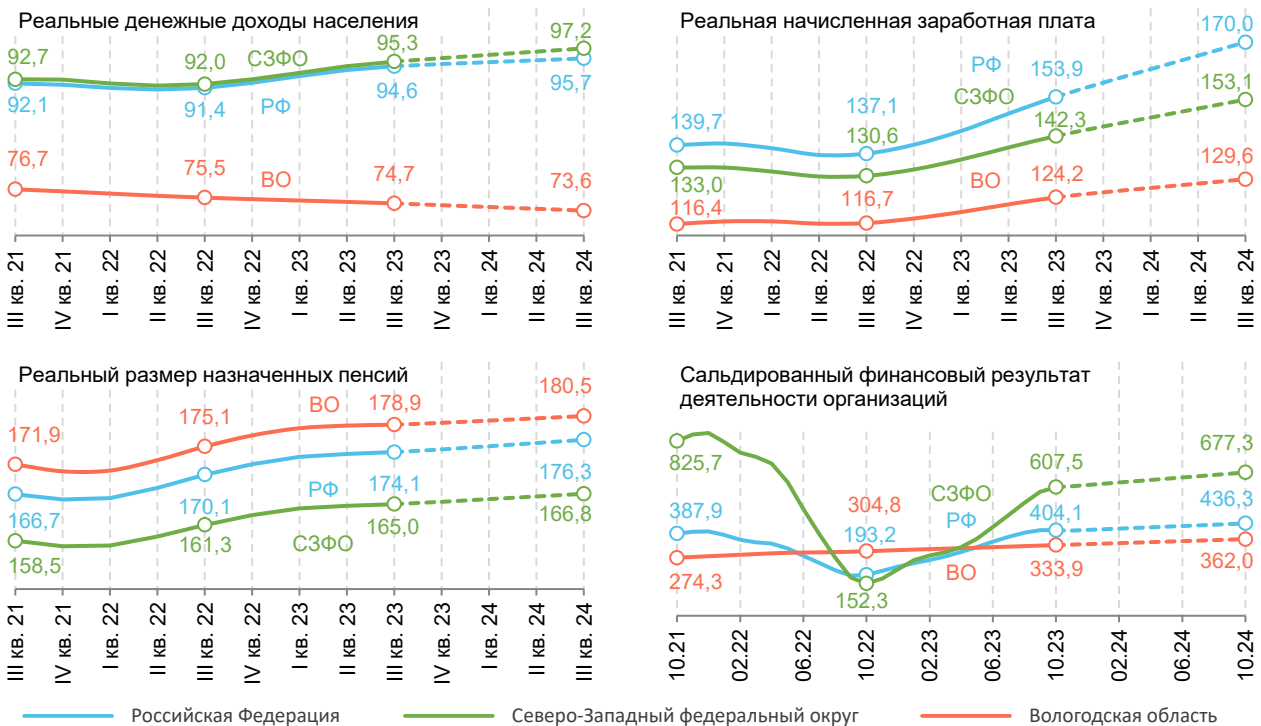 Реальные денежные доходы населения
92,7
92,0
СЗФО
95,3
97,2
92,1
91,4
РФ
94,6
95,7
76,7
75,5
ВО
74,7
73,6
III кв. 21
IV кв. 21
I кв. 22
II кв. 22
III кв. 22
IV кв. 22
I кв. 23
II кв. 23
III кв. 23
IV кв. 23
I кв. 24
II кв. 24
III кв. 24
Реальная начисленная заработная плата
170,0
РФ
153,9
СЗФО
153,1
139,7
137,1
142,3
130,6
133,0
ВО
124,2
129,6
116,4
116,7
III кв. 21
IV кв. 21
I кв. 22
II кв. 22
III кв. 22
IV кв. 22
I кв. 23
II кв. 23
III кв. 23
IV кв. 23
I кв. 24
II кв. 24
III кв. 24
Реальный размер назначенных пенсий
171,9
175,1
ВО
178,9
180,5
166,7
170,1
РФ
174,1
176,3
158,5
161,3
СЗФО
165,0
166,8
III кв. 21
IV кв. 21
I кв. 22
II кв. 22
III кв. 22
IV кв. 22
I кв. 23
II кв. 23
III кв. 23
IV кв. 23
I кв. 24
II кв. 24
III кв. 24
Сальдированный финансовый результат
деятельности организаций
825,7
СЗФО
607,5
677,3
387,9
304,8
193,2
РФ
404,1
436,3
274,3
152,3
ВО
333,9
362,0
10.21
02.22
06.22
10.22
02.23
06.23
10.23
02.24
06.24
10.24
Российская Федерация
Северо-Западный федеральный округ
Вологодская область